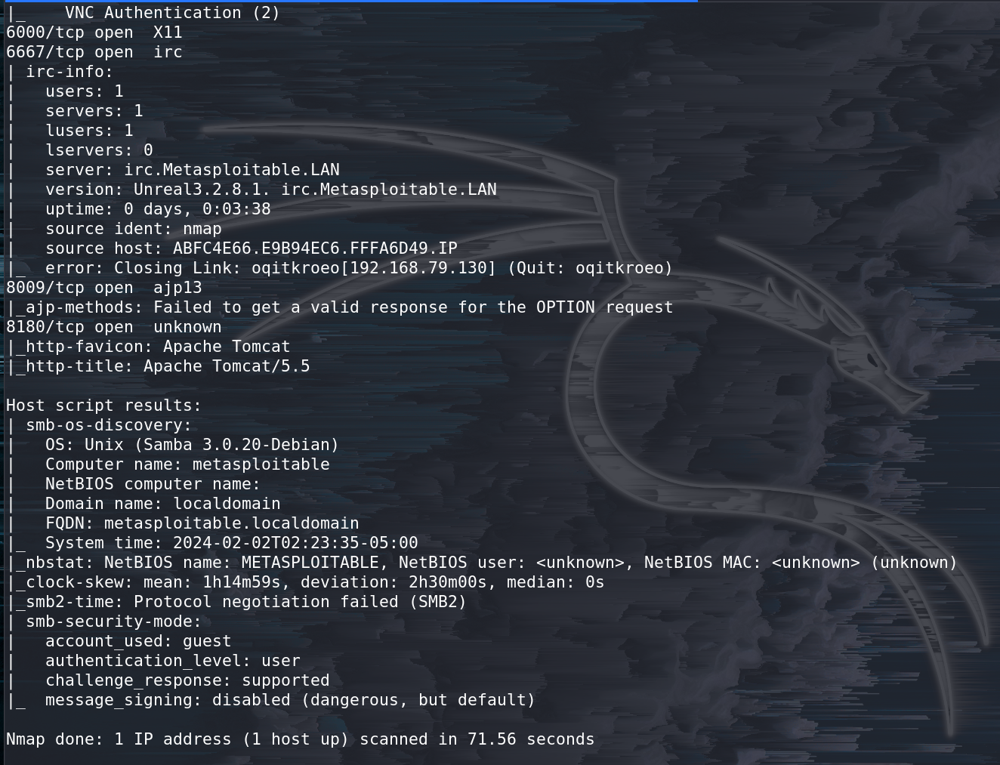 |_    VNC Authentication (2)
6000/tcp open  X11
6667/tcp open  irc
| irc-info:
|   users: 1
|   servers: 1
|   lusers: 1
|   lservers: 0
|   server: irc.Metasploitable.LAN
|   version: Unreal3.2.8.1. irc.Metasploitable.LAN
|   uptime: 0 days, 0:03:38
|   source ident: nmap
|   source host: ABFC4E66.E9B94EC6.FFFA6D49.IP
|_  error: Closing Link: oqitkroeo[192.168.79.130] (Quit: oqitkroeo)
8009/tcp open  ajp13
|_ajp-methods: Failed to get a valid response for the OPTION request
8180/tcp open  unknown
|_http-favicon: Apache Tomcat
|_http-title: Apache Tomcat/5.5

Host script results:
| smb-os-discovery:
|   OS: Unix (Samba 3.0.20-Debian)
|   Computer name: metasploitable
|   NetBIOS computer name:
|   Domain name: localdomain
|   FQDN: metasploitable.localdomain
|_  System time: 2024-02-02T02:23:35-05:00
|_nbstat: NetBIOS name: METASPLOITABLE, NetBIOS user: <unknown>, NetBIOS MAC: <unknown> (unknown)
|_clock-skew: mean: 1h14m59s, deviation: 2h30m00s, median: 0s
|_smb2-time: Protocol negotiation failed (SMB2)
| smb-security-mode:
|   account_used: guest
|   authentication_level: user
|   challenge_response: supported
|_  message_signing: disabled (dangerous, but default)

Nmap done: 1 IP address (1 host up) scanned in 71.56 seconds